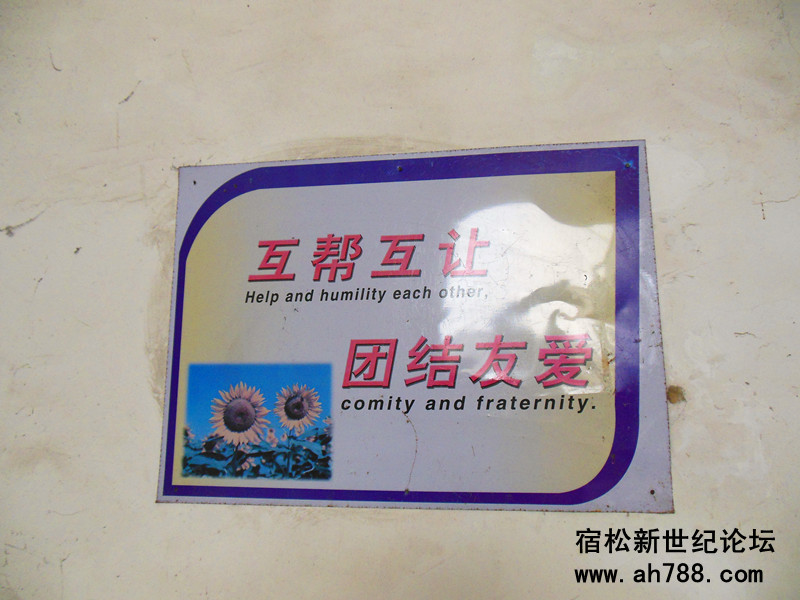 互帮互让
Help and humility each other,
团结友爱
comity and fraternity.
宿松新世纪论坛
www.ah788.com